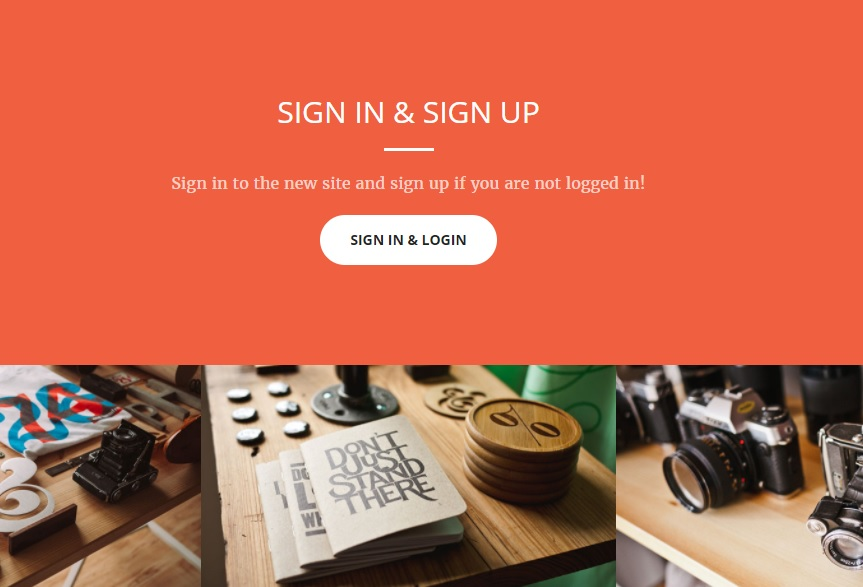 SIGN IN & SIGN UP
Sign in to the new site and sign up if you are not logged in!
SIGN IN & LOGIN
DON'T
JUST
STAND
THERE
%